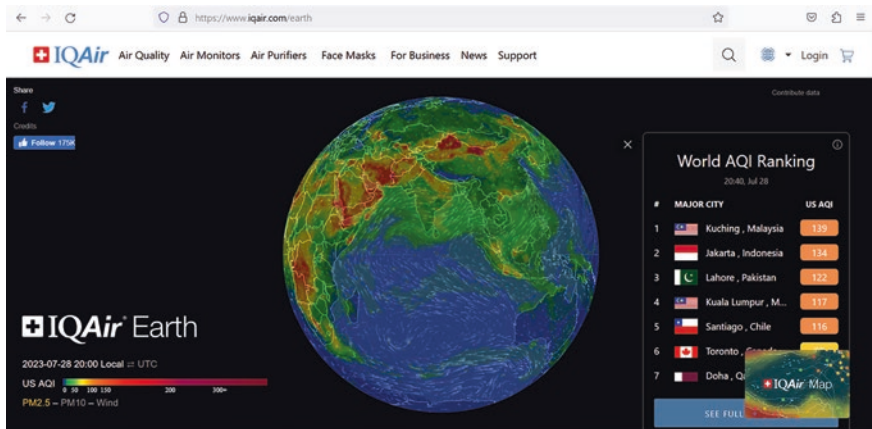 https://www.iqair.com/earth
IQAir Air Quality Air Monitors Air Purifiers Face Masks For Business News Support Login
Share
Contribute data
Credits
Follow 175K
World AQI Ranking
20:40, Jul 28
# MAJOR CITY US AQI
1 Kuching , Malaysia 139
2 Jakarta , Indonesia 134
3 Lahore , Pakistan 122
4 Kuala Lumpur , M... 117
5 Santiago , Chile 116
6 Toronto ,
7 Doha ,
IQAir Map
SEE FULL
IQAir Earth
2023-07-28 20:00 Local ⇄ UTC
US AQI 0 50 100 150 200 300+
PM2.5 – PM10 – Wind